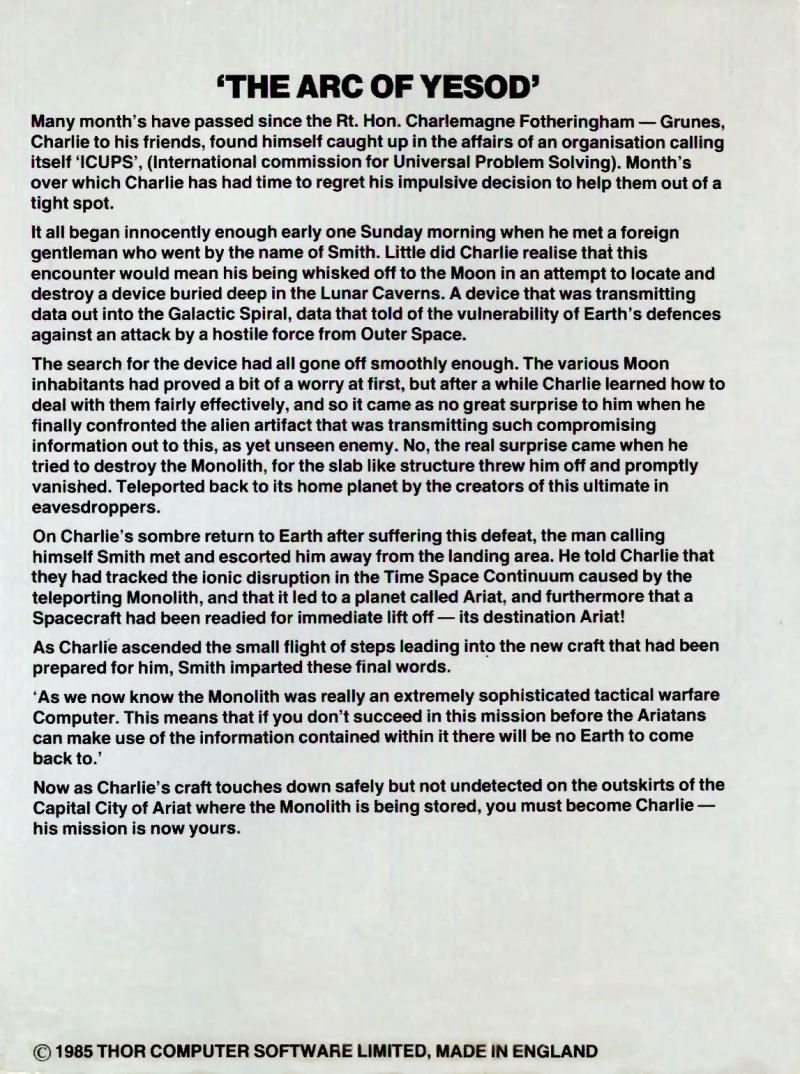 ‘THE ARC OF YESOD’
Many month's have passed since the Rt. Hon. Charlemagne Fotheringham — Grunes,
Charlie to his friends, found himself caught up in the affairs of an organisation calling
itself ‘ICUPS’, (International commission for Universal Problem Solving). Month's
over which Charlie has had time to regret his impulsive decision to help them out of a
tight spot.
It all began innocently enough early one Sunday morning when he met a foreign
gentleman who went by the name of Smith. Little did Charlie realise that this
encounter would mean his being whisked off to the Moon in an attempt to locate and
destroy a device buried deep in the Lunar Caverns. A device that was transmitting
data out into the Galactic Spiral, data that told of the vulnerability of Earth's defences
against an attack by a hostile force from Outer Space.
The search for the device had all gone off smoothly enough. The various Moon
inhabitants had proved a bit of a worry at first, but after a while Charlie learned how to
deal with them fairly effectively, and so it came as no great surprise to him when he
finally confronted the alien artifact that was transmitting such compromising
information out to this, as yet unseen enemy. No, the real surprise came when he
tried to destroy the Monolith, for the slab like structure threw him off and promptly
vanished. Teleported back to its home planet by the creators of this ultimate in
eavesdroppers.
On Charlie's sombre return to Earth after suffering this defeat, the man calling
himself Smith met and escorted him away from the landing area. He told Charlie that
they had tracked the ionic disruption in the Time Space Continuum caused by the
teleporting Monolith, and that it led to a planet called Ariat, and furthermore that a
Spacecraft had been readied for immediate lift off — its destination Ariat!
As Charlie ascended the small flight of steps leading into the new craft that had been
prepared for him, Smith imparted these final words.
‘As we now know the Monolith was really an extremely sophisticated tactical warfare
Computer. This means that if you don't succeed in this mission before the Ariatans
can make use of the information contained within it there will be no Earth to come
back to.’
Now as Charlie's craft touches down safely but not undetected on the outskirts of the
Capital City of Ariat where the Monolith is being stored, you must become Charlie —
his mission is now yours.
© 1985 THOR COMPUTER SOFTWARE LIMITED, MADE IN ENGLAND